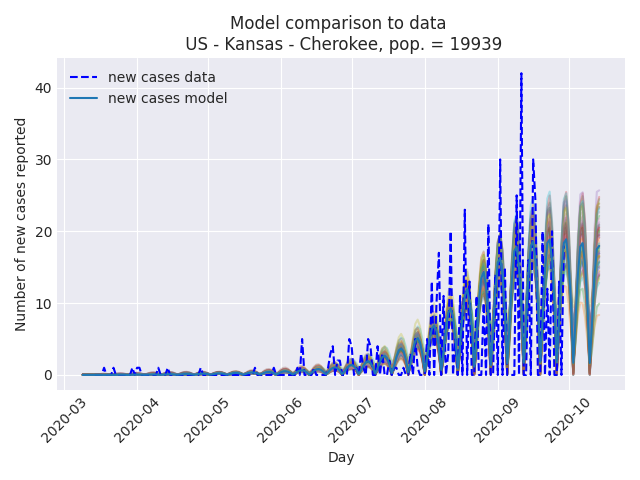 Model comparison to data
US - Kansas - Cherokee, pop. = 19939
new cases data
new cases model
Number of new cases reported
40
30
20
10
0
2020-03
2020-04
2020-05
2020-06
2020-07
2020-08
2020-09
2020-10
Day